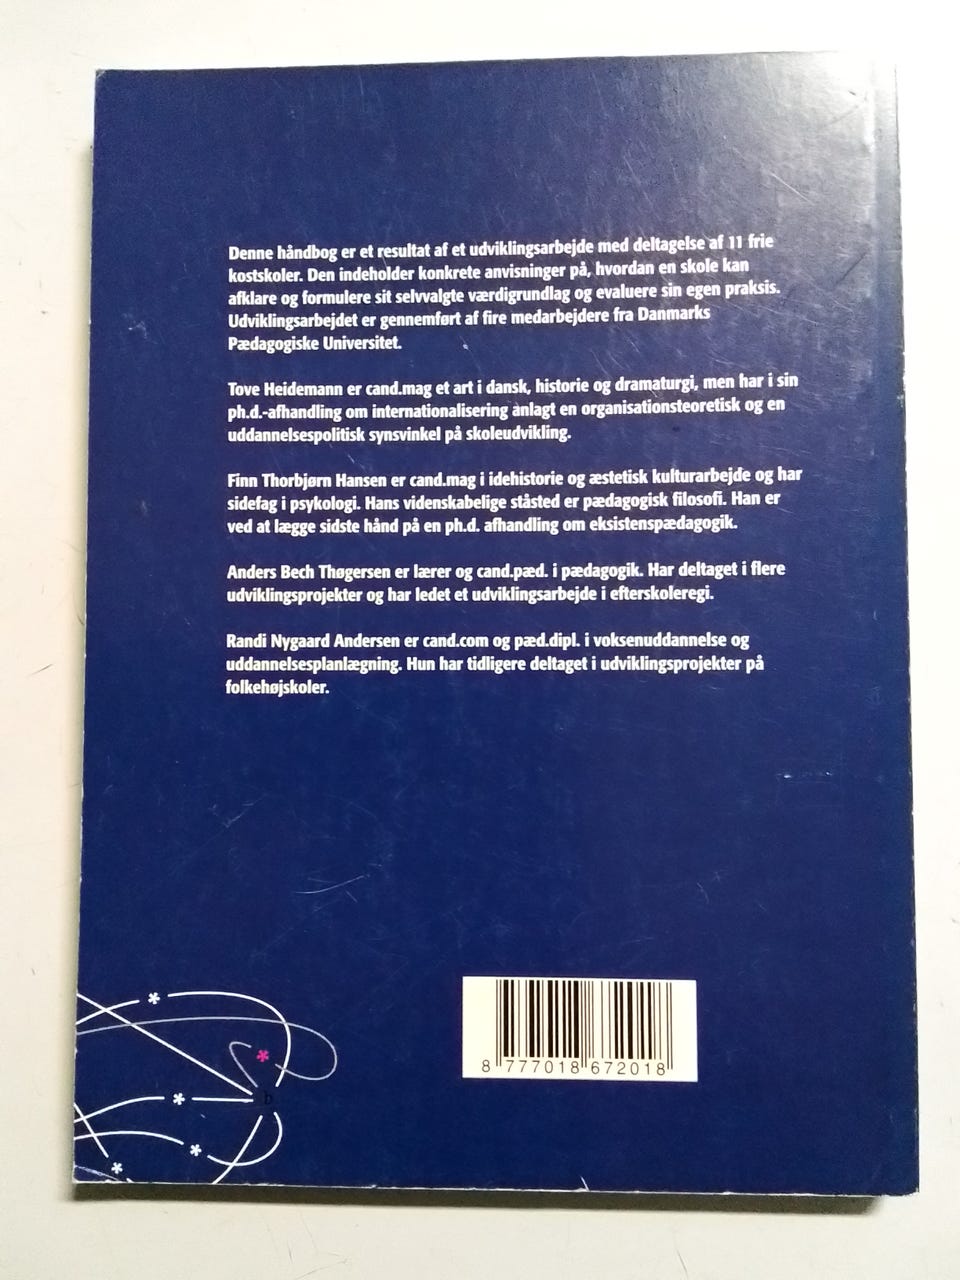 Denne håndbog er et resultat af et udviklingsarbejde med deltagelse af 11 frie
kostskoler. Den indeholder konkrete anvisninger på, hvordan en skole kan
afklare og formulere sit selvvalgte værdigrundlag og evaluere sin egen praksis.
Udviklingsarbejdet er gennemført af fire medarbejdere fra Danmarks
Pædagogiske Universitet.
Tove Heidemann er cand.mag et art i dansk, historie og dramaturgi, men har i sin
ph.d.-afhandling om internationalisering anlagt en organisationsteoretisk og en
uddannelsespolitisk synsvinkel på skoleudvikling.
Finn Thorbjørn Hansen er cand.mag i idehistorie og æstetisk kulturarbejde og har
sidefag i psykologi. Hans videnskabelige ståsted er pædagogisk filosofi. Han er
ved at lægge sidste hånd på en ph.d. afhandling om eksistenspædagogik.
Anders Bech Thøgersen er lærer og cand.pæd. i pædagogik. Har deltaget i flere
udviklingsprojekter og har ledet et udviklingsarbejde i efterskoleregi.
Randi Nygaard Andersen er cand.com og pæd.dipl. i voksenuddannelse og
uddannelsesplanlægning. Hun har tidligere deltaget i udviklingsprojekter på
folkehøjskoler.
8 777018 672018
b